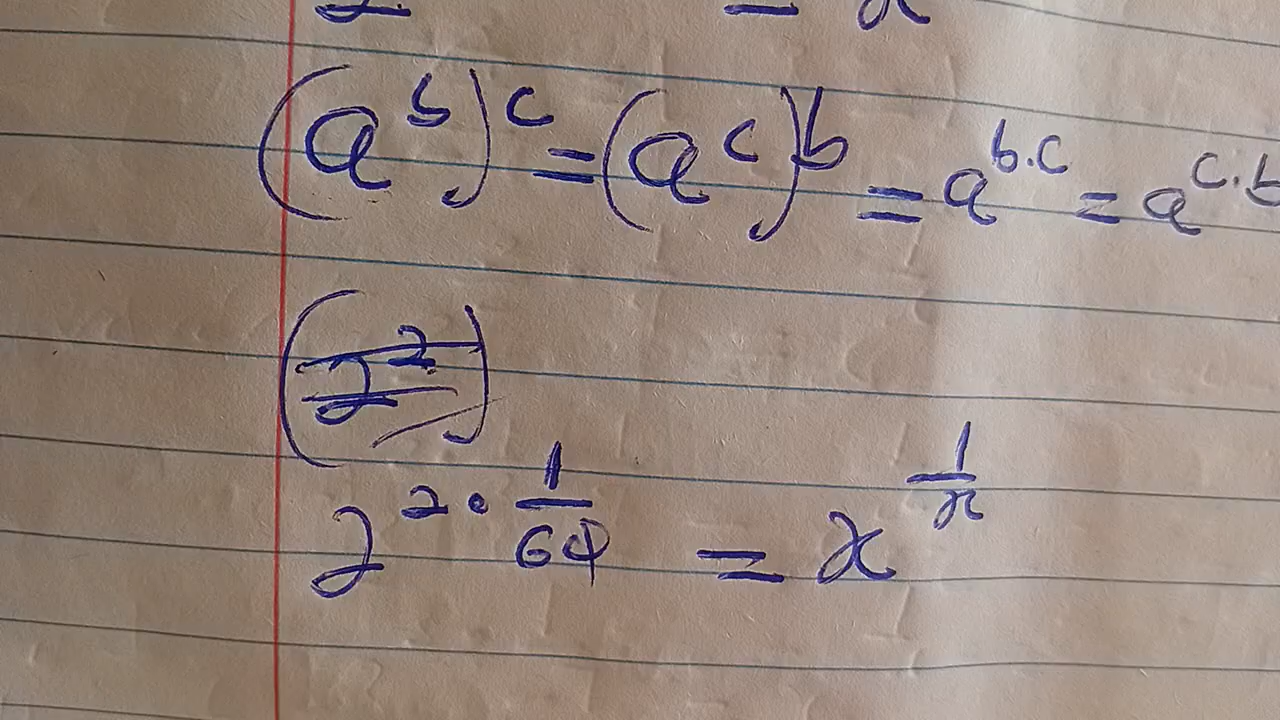 (a^b)^c = (a^c)^b = a^{b.c} = a^{c.b}
2^{2 · 1/64} = x^{1/x}